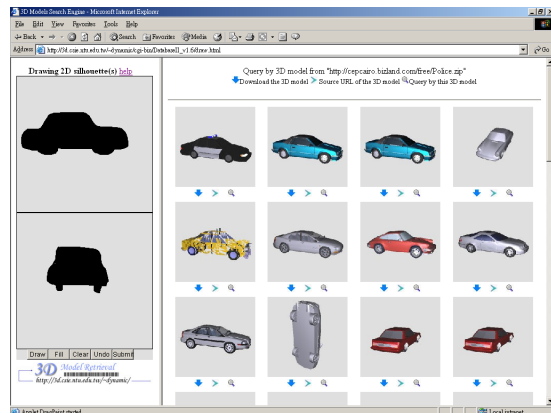 3D Models Search Engine - Microsoft Internet Explorer
File Edit View Favorites Tools Help
Back Search Favorites Media
Address http://3d.csie.ntu.edu.tw/~dynamic/cgi-bin/DatabaseII_v1.6/draw.html Go
Drawing 2D silhouette(s) help
Query by 3D model from "http://cepcairo.bizland.com/free/Police.zip"
Download the 3D model Source URL of the 3D model Query by this 3D model
Draw Fill Clear Undo Submit
3D Model Retrieval
http://3d.csie.ntu.edu.tw/~dynamic/
Applet DrawPaint started
Local intranet